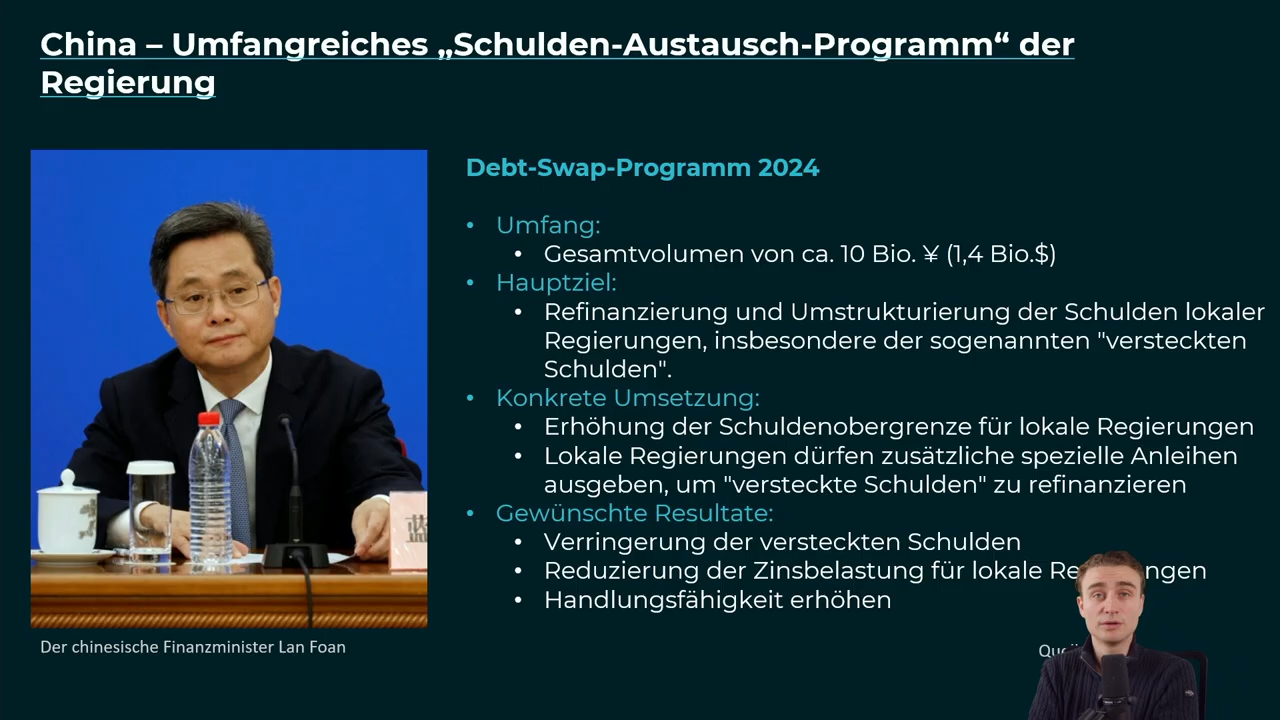 China – Umfangreiches „Schulden-Austausch-Programm“ der
Regierung
Debt-Swap-Programm 2024
• Umfang:
• Gesamtvolumen von ca. 10 Bio. ¥ (1,4 Bio.$)
• Hauptziel:
• Refinanzierung und Umstrukturierung der Schulden lokaler
Regierungen, insbesondere der sogenannten "versteckten
Schulden".
• Konkrete Umsetzung:
• Erhöhung der Schuldenobergrenze für lokale Regierungen
• Lokale Regierungen dürfen zusätzliche spezielle Anleihen
ausgeben, um "versteckte Schulden" zu refinanzieren
• Gewünschte Resultate:
• Verringerung der versteckten Schulden
• Reduzierung der Zinsbelastung für lokale
• Handlungsfähigkeit erhöhen
Der chinesische Finanzminister Lan Foan